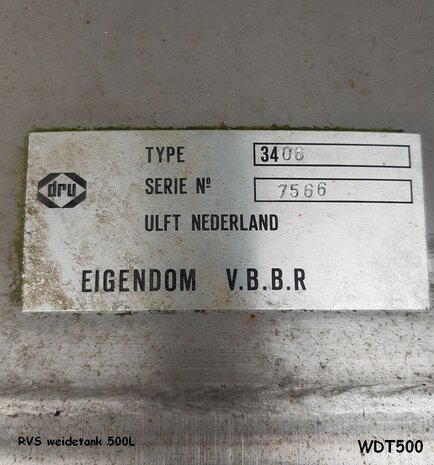 dru
TYPE 3406
SERIE Nº 7566
ULFT NEDERLAND
EIGENDOM V.B.B.R
RVS weidetank 500L
WDT500